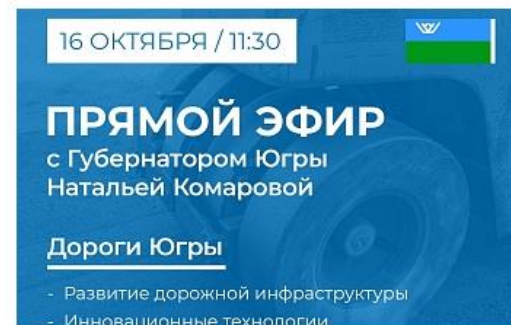 16 ОКТЯБРЯ / 11:30
ПРЯМОЙ ЭФИР
с Губернатором Югры
Натальей Комаровой
Дороги Югры
- Развитие дорожной инфраструктуры
- Инновационные технологии